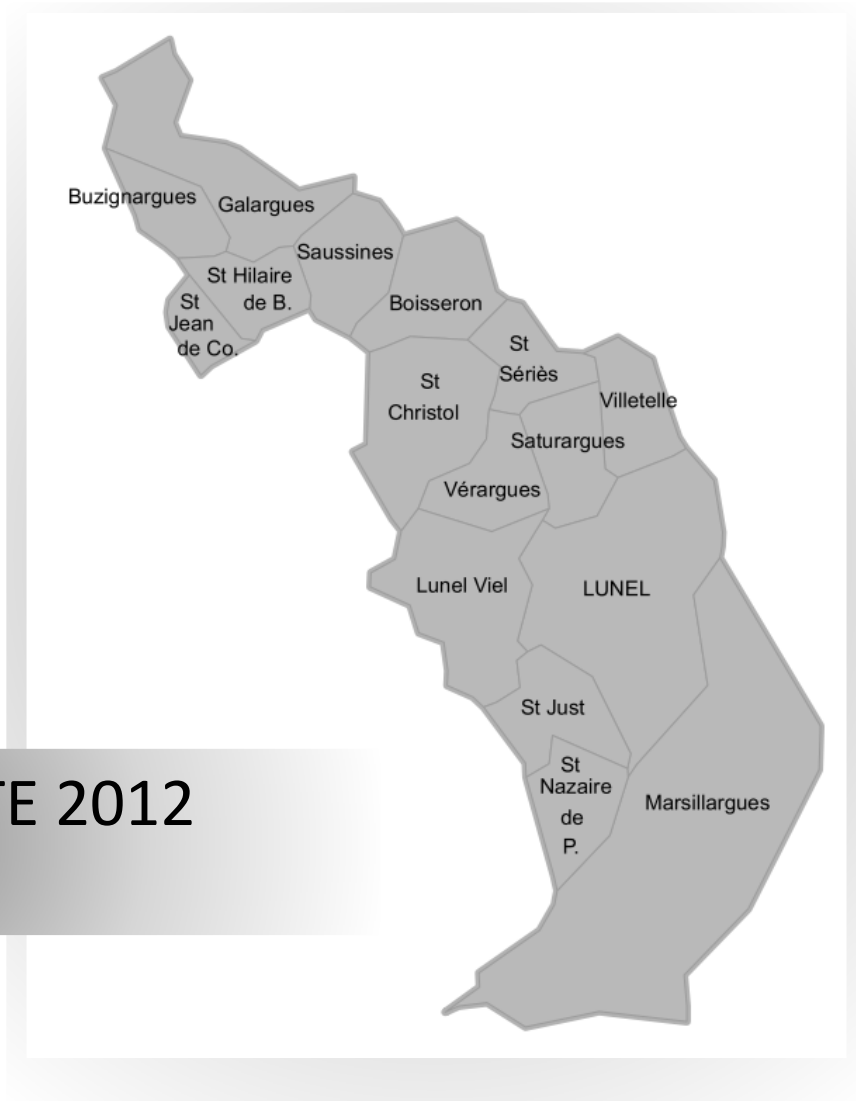 Buzignargues
Galargues
Saussines
St Hilaire
de B.
St
Jean
de Co.
Boisseron
St
Sériès
St
Christol
Villetelle
Saturargues
Vérargues
Lunel Viel
LUNEL
St Just
St
Nazaire
de
P.
Marsillargues
TE 2012